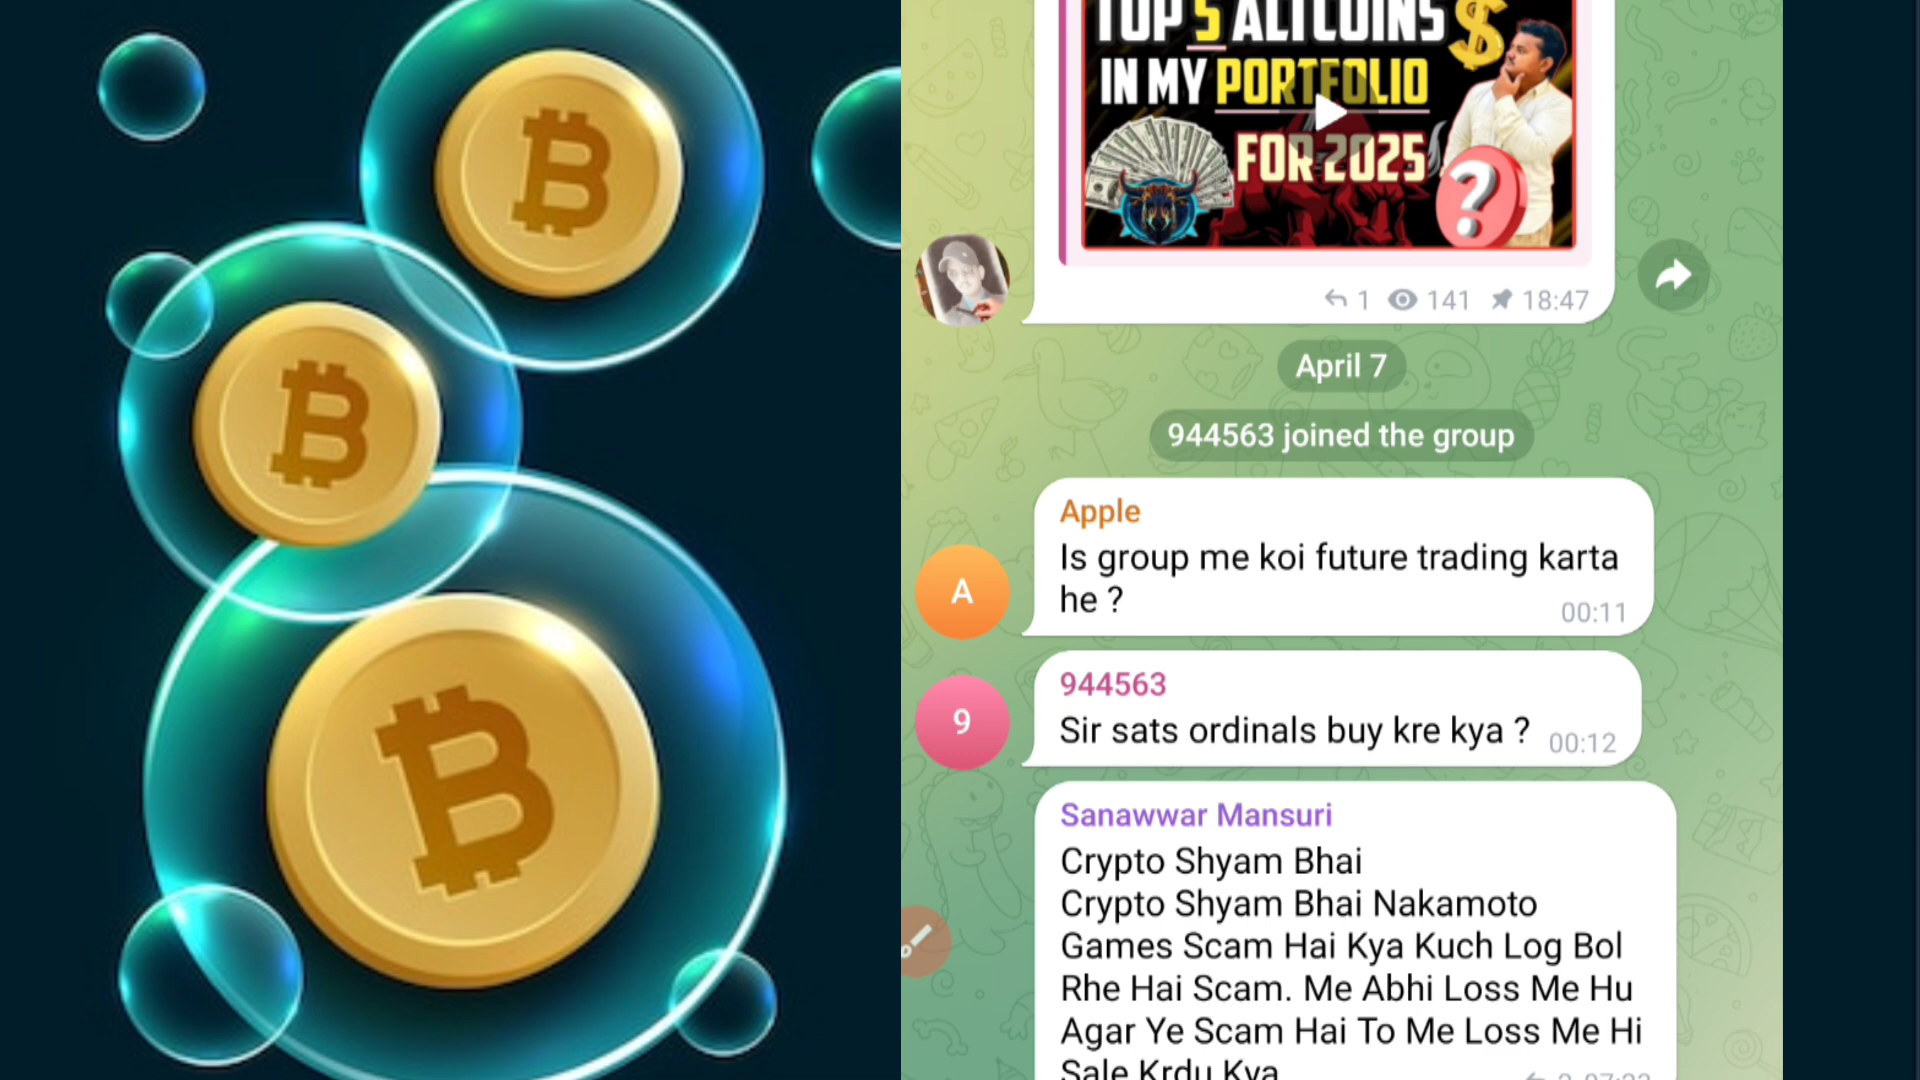 TOP 5 ALTCOINS
IN MY PORTFOLIO
FOR 2025
?
1 141 18:47
April 7
944563 joined the group
Apple
Is group me koi future trading karta
he ?
00:11
A
944563
Sir sats ordinals buy kre kya ?
00:12
9
Sanawwar Mansuri
Crypto Shyam Bhai
Crypto Shyam Bhai Nakamoto
Games Scam Hai Kya Kuch Log Bol
Rhe Hai Scam. Me Abhi Loss Me Hu
Agar Ye Scam Hai To Me Loss Me Hi
Sale Krdu Kya